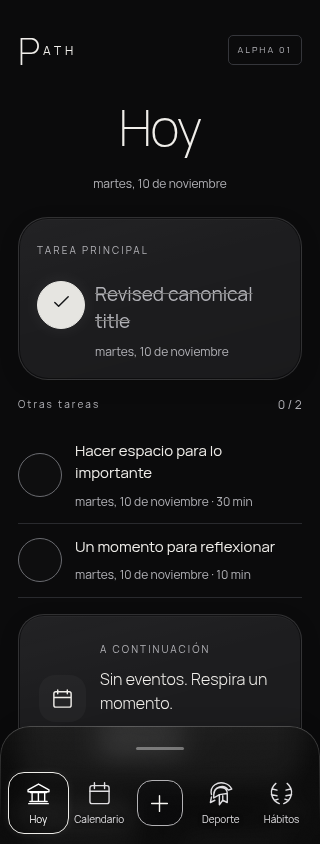 PATH
ALPHA 01
Hoy
martes, 10 de noviembre
TAREA PRINCIPAL
Revised canonical
title
martes, 10 de noviembre
Otras tareas
0 / 2
Hacer espacio para lo
importante
martes, 10 de noviembre · 30 min
Un momento para reflexionar
martes, 10 de noviembre · 10 min
A CONTINUACIÓN
Sin eventos. Respira un
momento.
Hoy
Calendario
Deporte
Hábitos